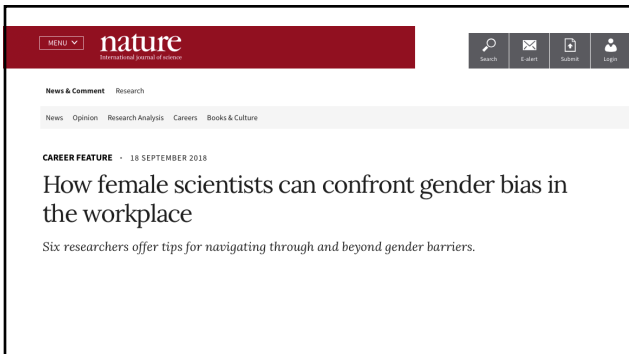 MENU
nature
International journal of science
Search E-alert Submit Login
News & Comment Research
News Opinion Research Analysis Careers Books & Culture
CAREER FEATURE • 18 SEPTEMBER 2018
How female scientists can confront gender bias in
the workplace
Six researchers offer tips for navigating through and beyond gender barriers.